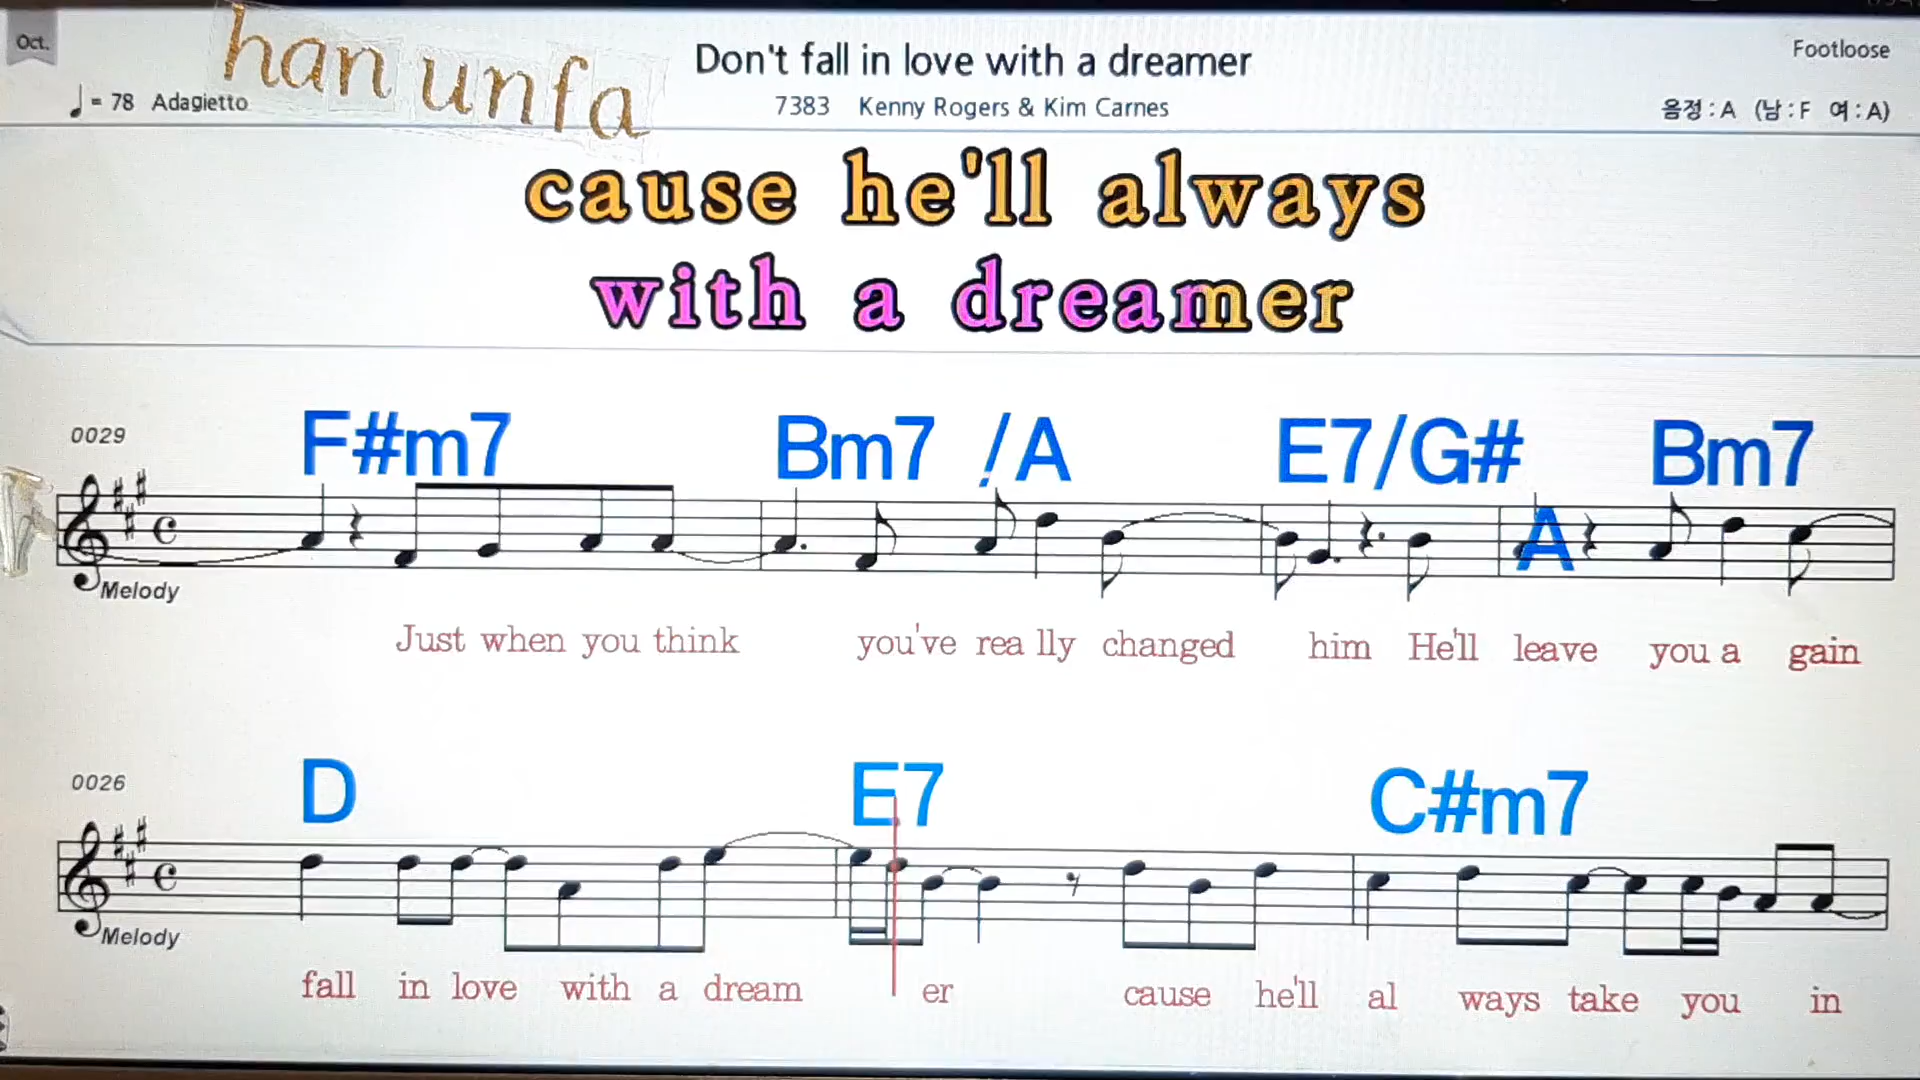 Oct.
han unfa
Don't fall in love with a dreamer
Footloose
♩= 78 Adagietto
7383 Kenny Rogers & Kim Carnes
음정 : A (남 : F 여 : A)
cause he'll always
with a dreamer
0029
F#m7 Bm7 /A E7/G# A Bm7
Melody
Just when you think you've rea lly changed him He'll leave you a gain
0026
D E7 C#m7
Melody
fall in love with a dream er cause he'll al ways take you in